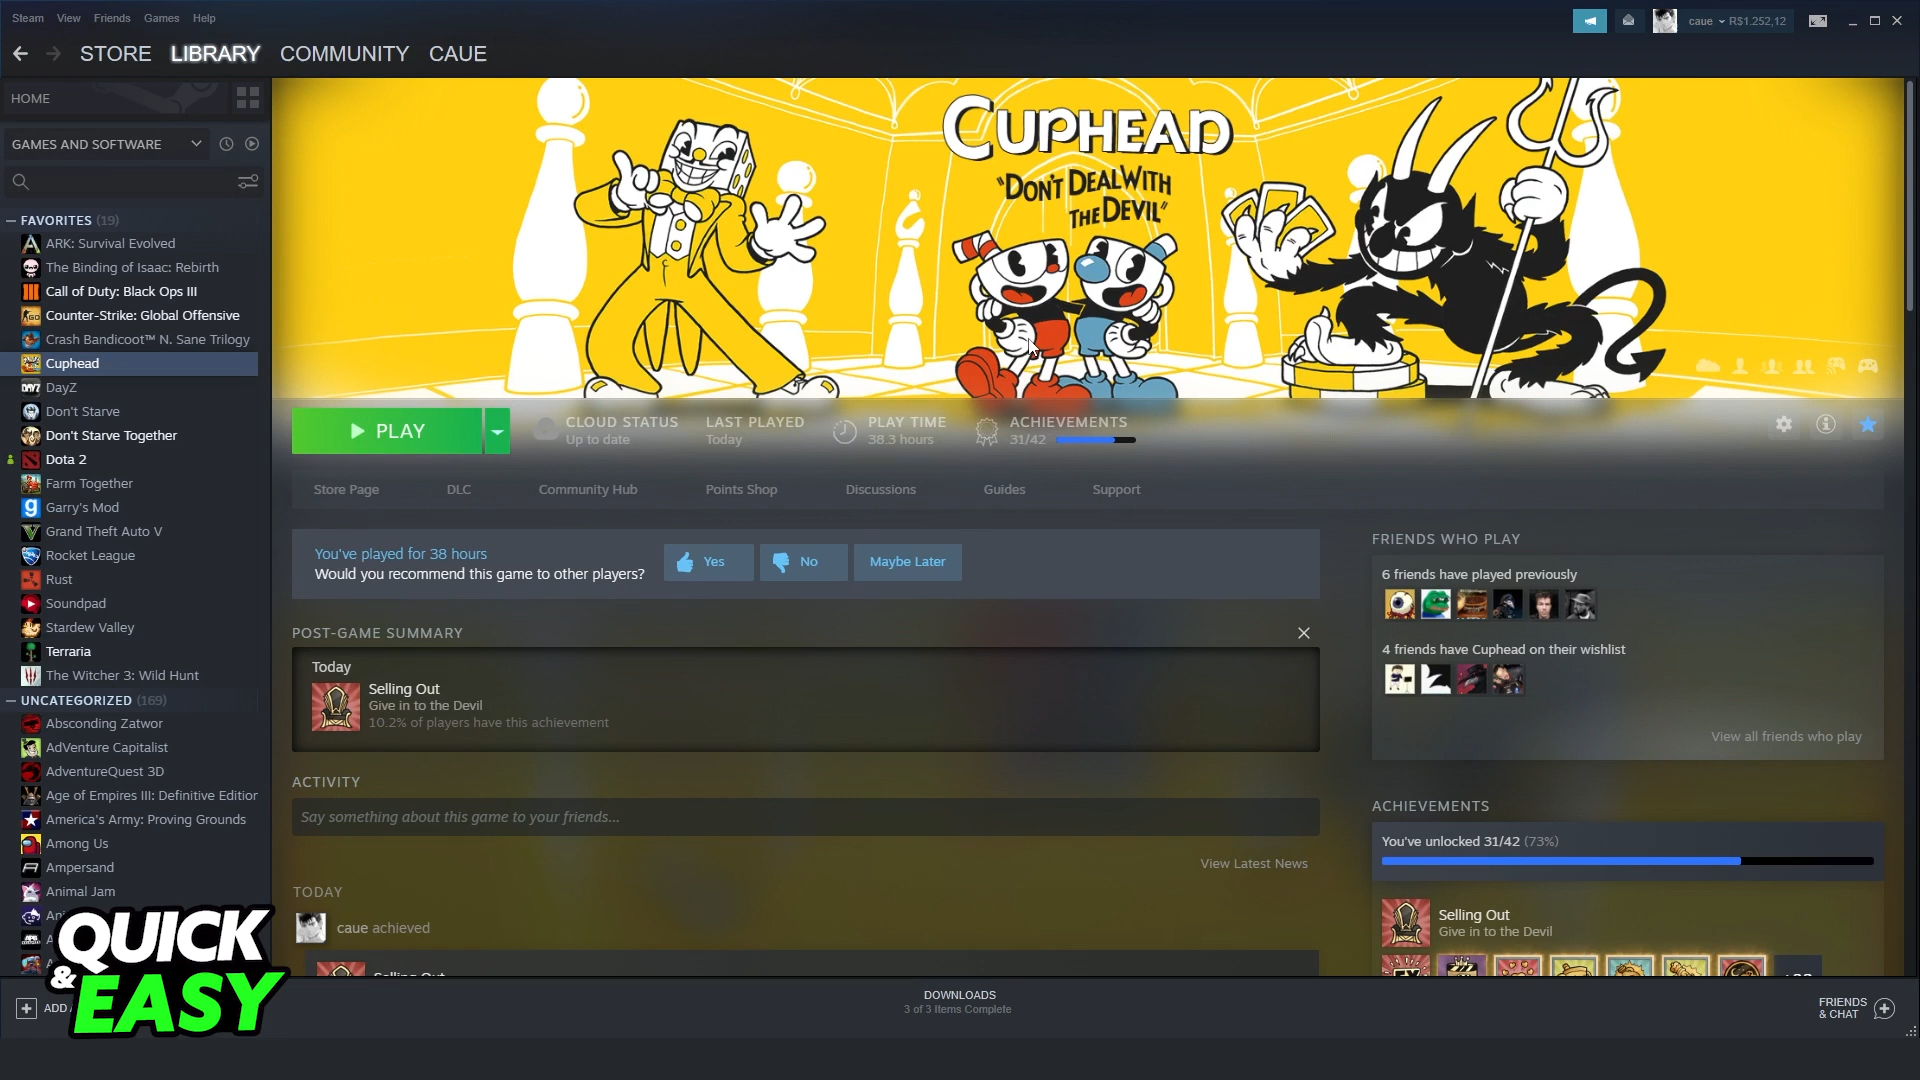 Steam View Friends Games Help
caue R$1.252,12
STORE LIBRARY COMMUNITY CAUE
HOME
GAMES AND SOFTWARE
FAVORITES (19)
ARK: Survival Evolved
The Binding of Isaac: Rebirth
Call of Duty: Black Ops III
Counter-Strike: Global Offensive
Crash Bandicoot™ N. Sane Trilogy
Cuphead
DayZ
Don't Starve
Don't Starve Together
Dota 2
Farm Together
Garry's Mod
Grand Theft Auto V
Rocket League
Rust
Soundpad
Stardew Valley
Terraria
The Witcher 3: Wild Hunt
UNCATEGORIZED (169)
Absconding Zatwor
AdVenture Capitalist
AdventureQuest 3D
Age of Empires III: Definitive Edition
America's Army: Proving Grounds
Among Us
Ampersand
Animal Jam
QUICK
& EASY
ADD
CUPHEAD
"DON'T DEAL WITH
THE DEVIL"
PLAY
CLOUD STATUS
Up to date
LAST PLAYED
Today
PLAY TIME
38.3 hours
ACHIEVEMENTS
31/42
Store Page DLC Community Hub Points Shop Discussions Guides Support
You've played for 38 hours
Would you recommend this game to other players?
Yes No Maybe Later
POST-GAME SUMMARY
Today
Selling Out
Give in to the Devil
10.2% of players have this achievement
ACTIVITY
Say something about this game to your friends...
View Latest News
TODAY
caue achieved
Selling Out
FRIENDS WHO PLAY
6 friends have played previously
4 friends have Cuphead on their wishlist
View all friends who play
ACHIEVEMENTS
You've unlocked 31/42 (73%)
Selling Out
Give in to the Devil
DOWNLOADS
3 of 3 Items Complete
FRIENDS
& CHAT